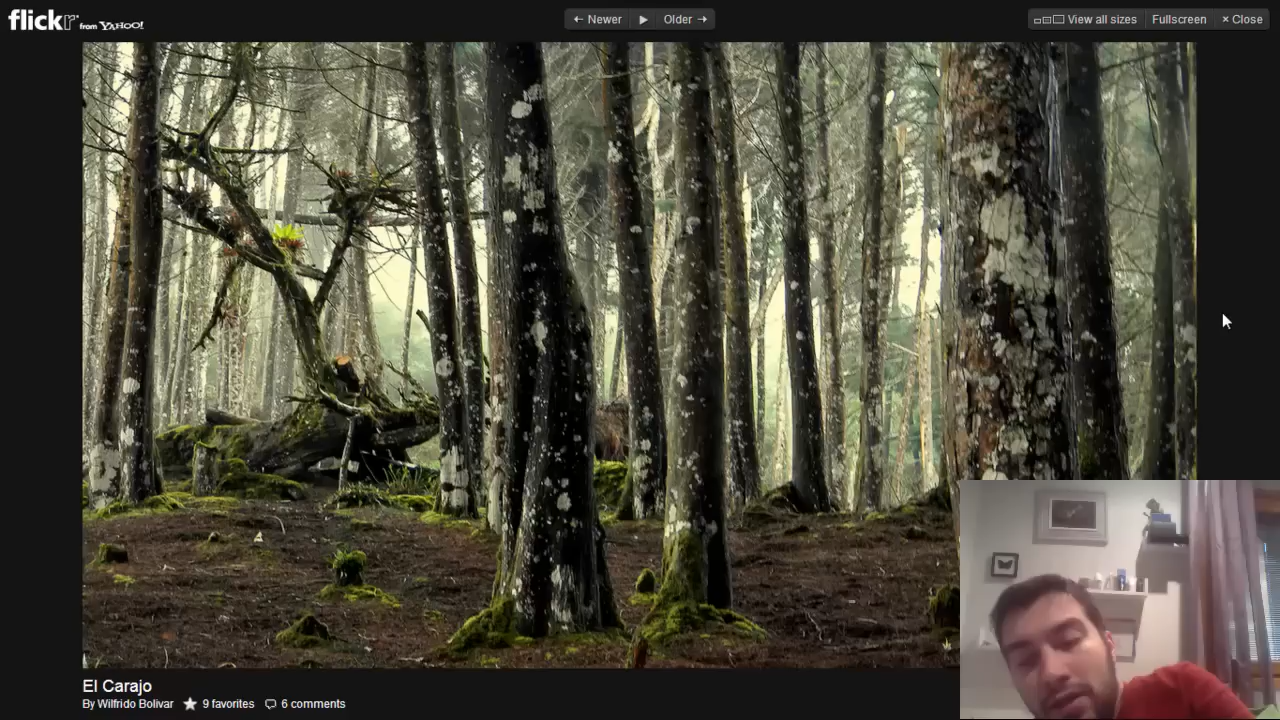 flickr from YAHOO!
← Newer
Older →
View all sizes
Fullscreen
× Close
El Carajo
By Wilfrido Bolivar
9 favorites
6 comments